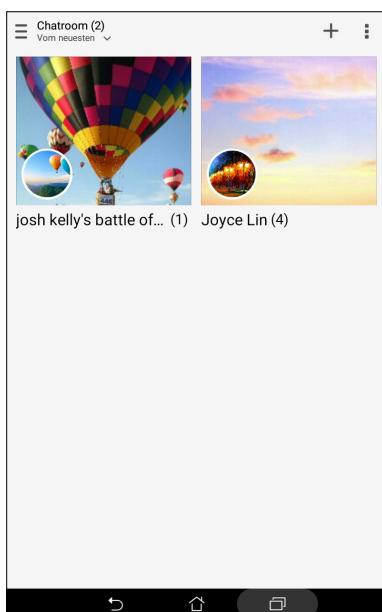 Chatroom (2)
Vom neuesten
josh kelly's battle of... (1)
Joyce Lin (4)